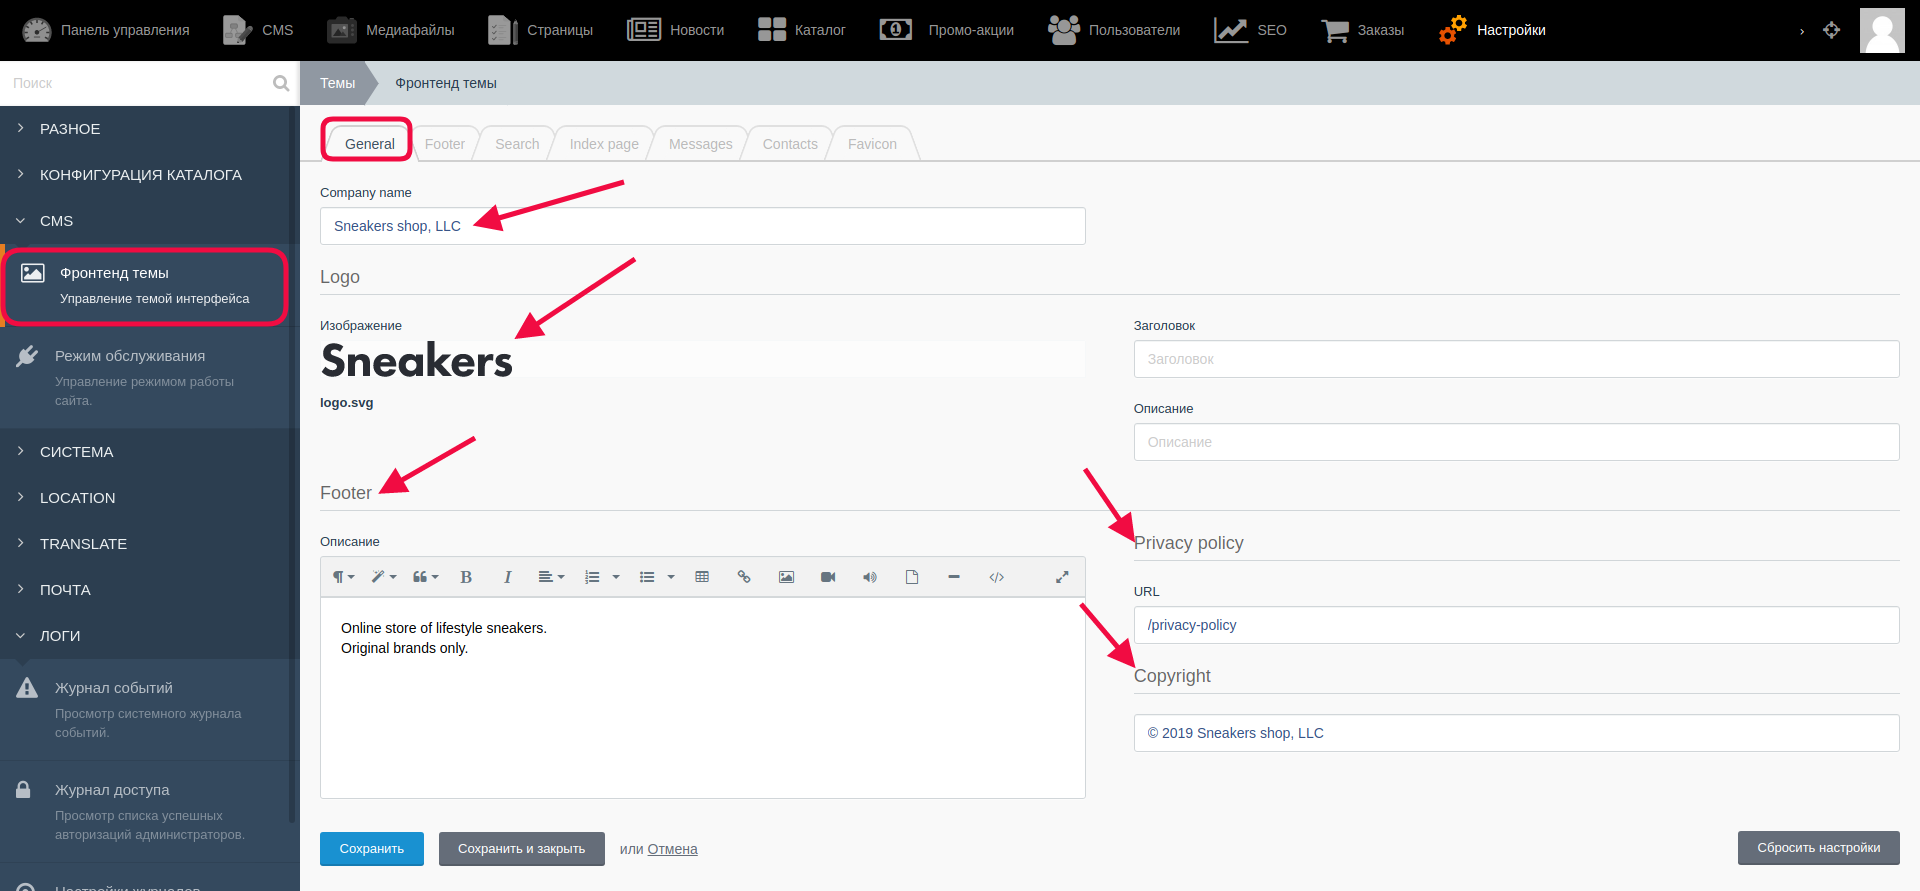 Панель управления
CMS
Медиафайлы
Страницы
Новости
Каталог
Промо-акции
Пользователи
SEO
Заказы
Настройки
Поиск
Темы
Фронтенд темы
РАЗНОЕ
КОНФИГУРАЦИЯ КАТАЛОГА
CMS
Фронтенд темы
Управление темой интерфейса
Режим обслуживания
Управление режимом работы
сайта.
СИСТЕМА
LOCATION
TRANSLATE
ПОЧТА
ЛОГИ
Журнал событий
Просмотр системного журнала
событий.
Журнал доступа
Просмотр списка успешных
авторизаций администраторов.
Настройки журналов
General
Footer
Search
Index page
Messages
Contacts
Favicon
Company name
Sneakers shop, LLC
Logo
Изображение
Sneakers
logo.svg
Заголовок
Заголовок
Описание
Описание
Footer
Описание
Online store of lifestyle sneakers.
Original brands only.
Privacy policy
URL
/privacy-policy
Copyright
© 2019 Sneakers shop, LLC
Сохранить
Сохранить и закрыть
или Отмена
Сбросить настройки